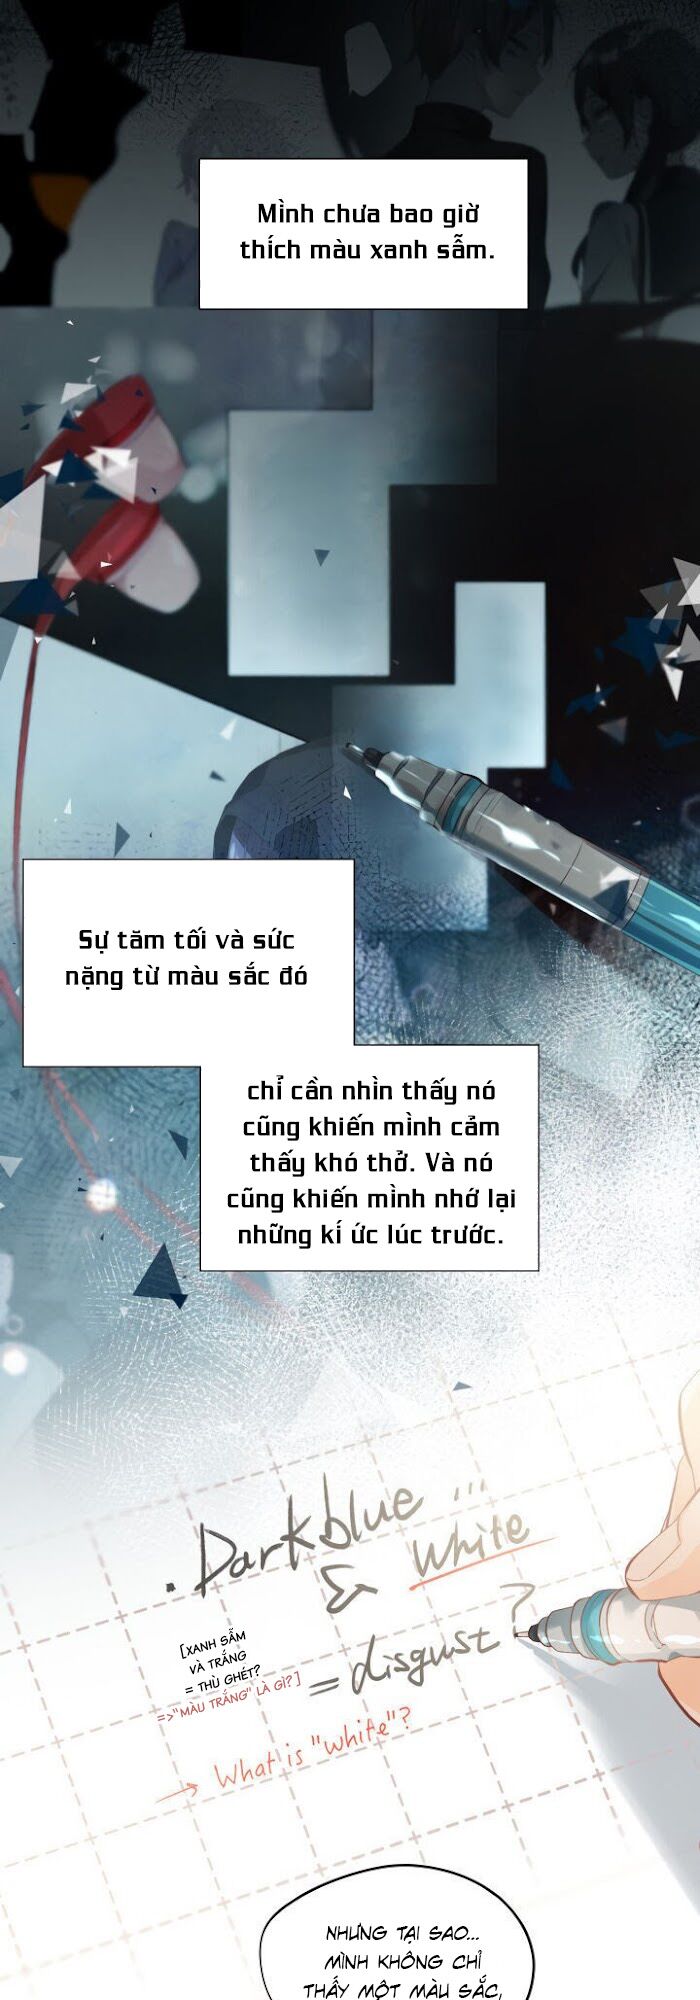 Mình chưa bao giờ
thích màu xanh sẫm.
Sự tăm tối và sức
nặng từ màu sắc đó
chỉ cần nhìn thấy nó
cũng khiến mình cảm
thấy khó thở. Và nó
cũng khiến mình nhớ lại
những kí ức lúc trước.
.Darkblue ...
& White
[XANH SẪM
VÀ TRẮNG
= THÙ GHÉT?
=>"MÀU TRẮNG" LÀ GÌ?]
= disgust?
→ What is "white"?
NHƯNG TẠI SAO...
MÌNH KHÔNG CHỈ
THẤY MỘT MÀU SẮC,